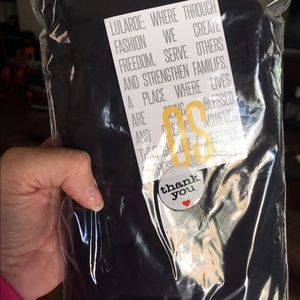 LULAROE: WHERE THROUGH
FASHION WE CREATE
FREEDOM, SERVE OTHERS
AND STRENGTHEN FAMILIES.
A PLACE WHERE LIVES
ARE BEING BLESSED
AND
OS
thank
you